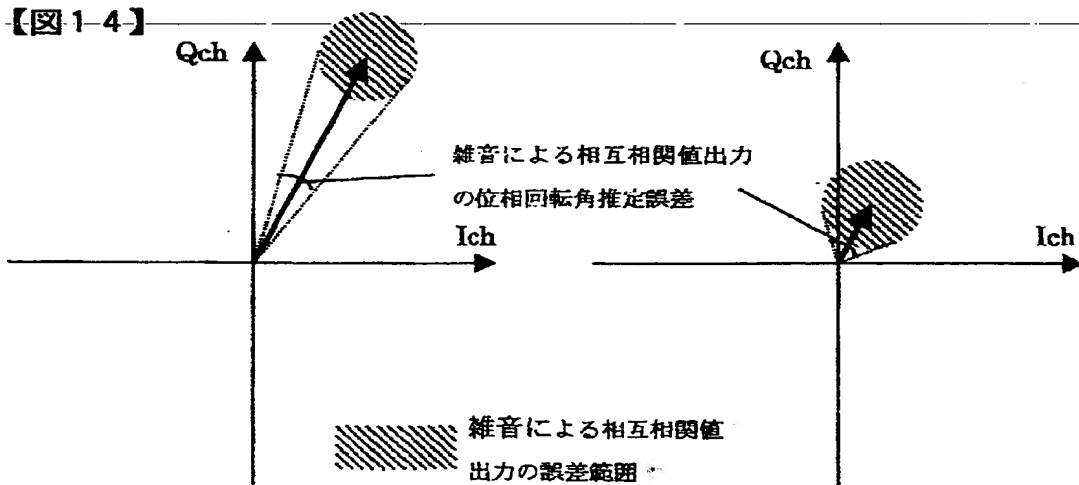 【図14】
Qch
Qch
雑音による相互相関値出力
の位相回転角推定誤差
Ich
Ich
雑音による相互相関値
出力の誤差範囲